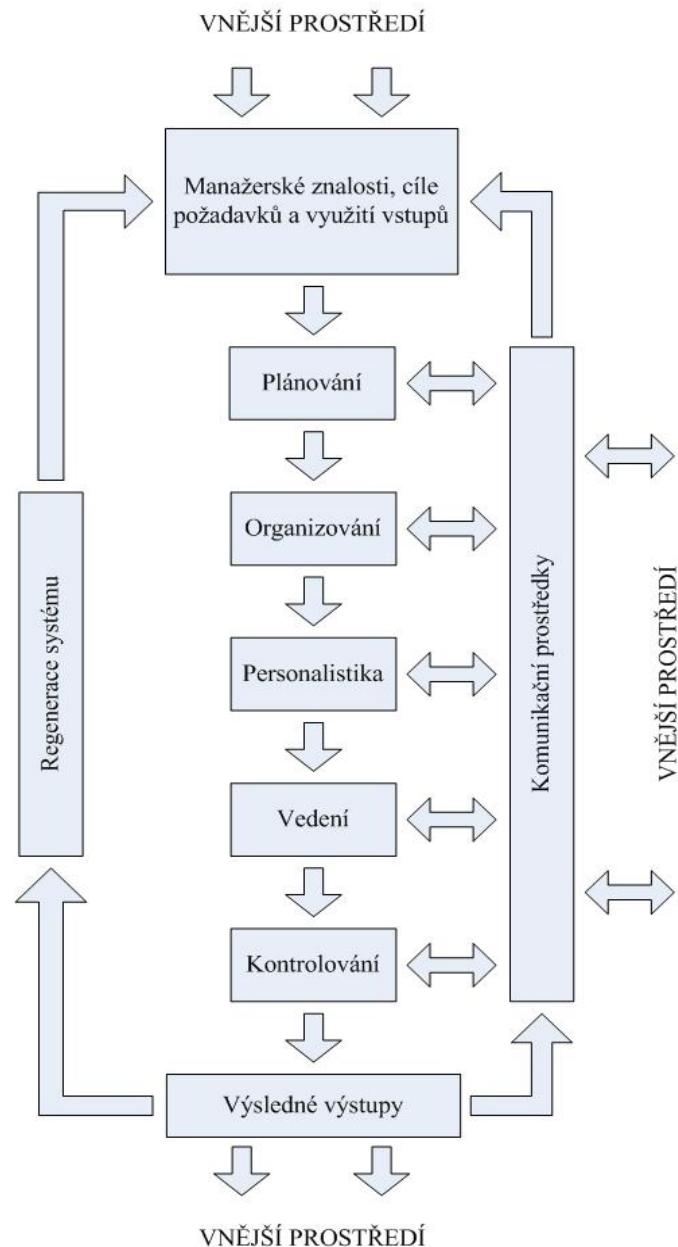 VNĚJŠÍ PROSTŘEDÍ
Manažerské znalosti, cíle
požadavků a využití vstupů
Plánování
Organizování
Personalistika
Vedení
Kontrolování
Výsledné výstupy
Regenerace systému
Komunikační prostředky
VNĚJŠÍ PROSTŘEDÍ
VNĚJŠÍ PROSTŘEDÍ